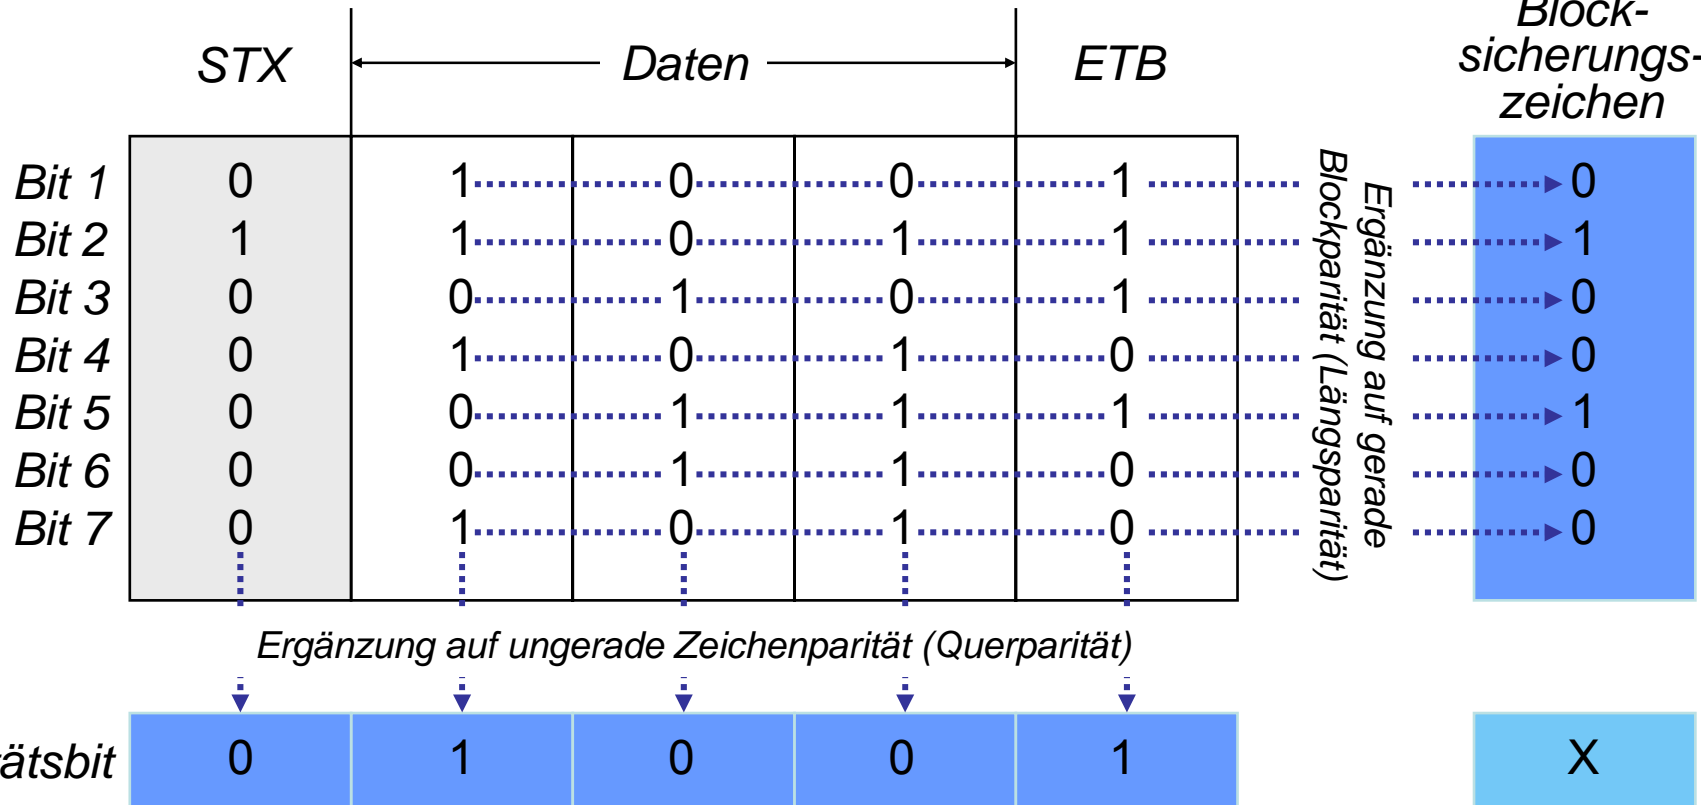 Block-
sicherungs-
zeichen
STX Daten ETB
Bit 1 0 1 0 0 1 0
Bit 2 1 1 0 1 1 1
Bit 3 0 0 1 0 1 0
Bit 4 0 1 0 1 0 0
Bit 5 0 0 1 1 1 1
Bit 6 0 0 1 1 0 0
Bit 7 0 1 0 1 0 0
Ergänzung auf gerade
Blockparität (Längsparität)
Ergänzung auf ungerade Zeichenparität (Querparität)
ätsbit 0 1 0 0 1 X